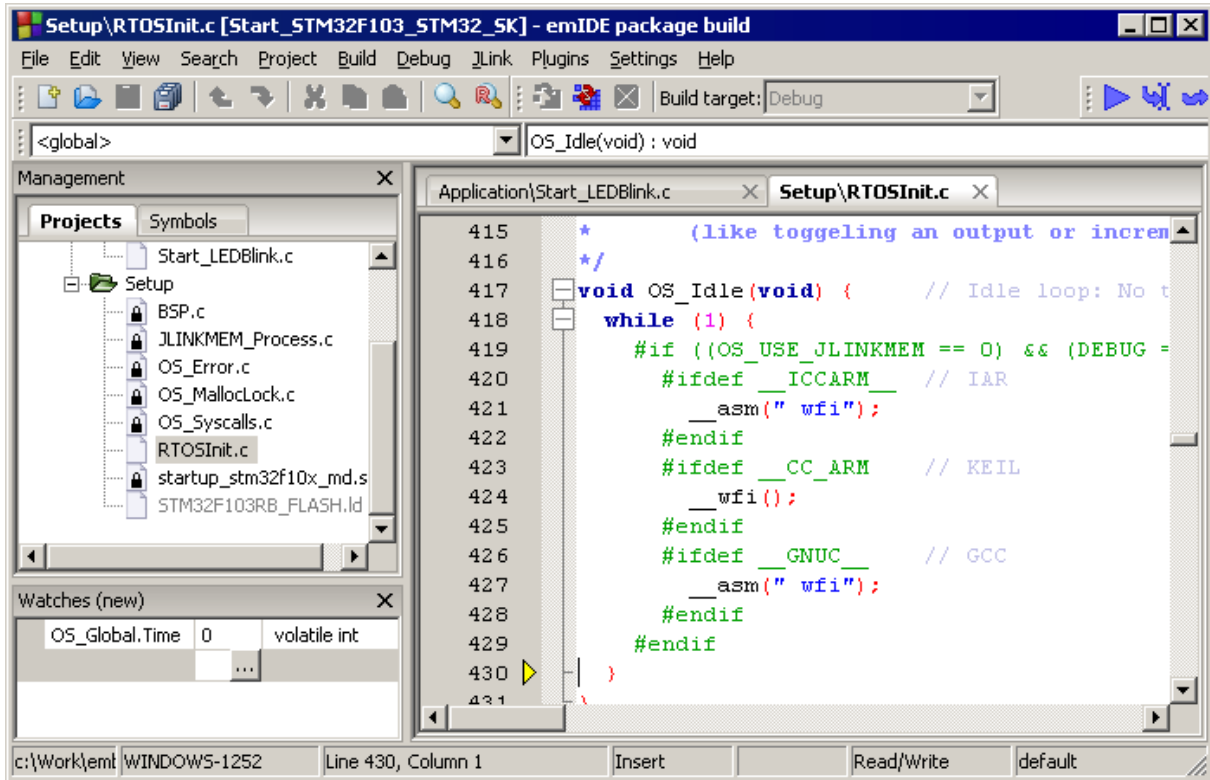 Setup\RTOSInit.c [Start_STM32F103_STM32_SK] - emIDE package build
File Edit View Search Project Build Debug JLink Plugins Settings Help
Build target: Debug
<global> OS_Idle(void) : void
Management
Projects Symbols
Start_LEDBlink.c
Setup
BSP.c
JLINKMEM_Process.c
OS_Error.c
OS_MallocLock.c
OS_Syscalls.c
RTOSInit.c
startup_stm32f10x_md.s
STM32F103RB_FLASH.ld
Watches (new)
OS_Global.Time 0 volatile int
...
Application\Start_LEDBlink.c Setup\RTOSInit.c
415 * (like toggeling an output or increm
416 */
417 void OS_Idle(void) { // Idle loop: No t
418 while (1) {
419 #if ((OS_USE_JLINKMEM == 0) && (DEBUG =
420 #ifdef __ICCARM__ // IAR
421 __asm(" wfi");
422 #endif
423 #ifdef __CC_ARM // KEIL
424 __wfi();
425 #endif
426 #ifdef __GNUC__ // GCC
427 __asm(" wfi");
428 #endif
429 #endif
430 }
431 }
c:\Work\emb WINDOWS-1252 Line 430, Column 1 Insert Read/Write default